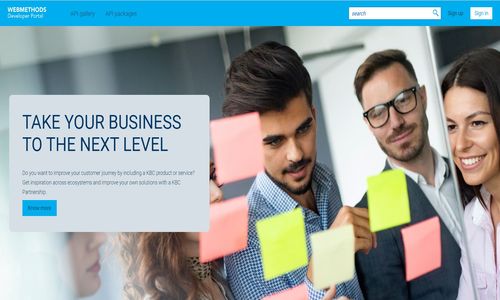 WEBMETHODS
Developer Portal
API gallery
API packages
search
Sign up
Sign in
TAKE YOUR BUSINESS
TO THE NEXT LEVEL
Do you want to improve your customer journey by including a KBC product or service?
Get inspiration across ecosystems and improve your own solutions with a KBC
Partnership.
Know more